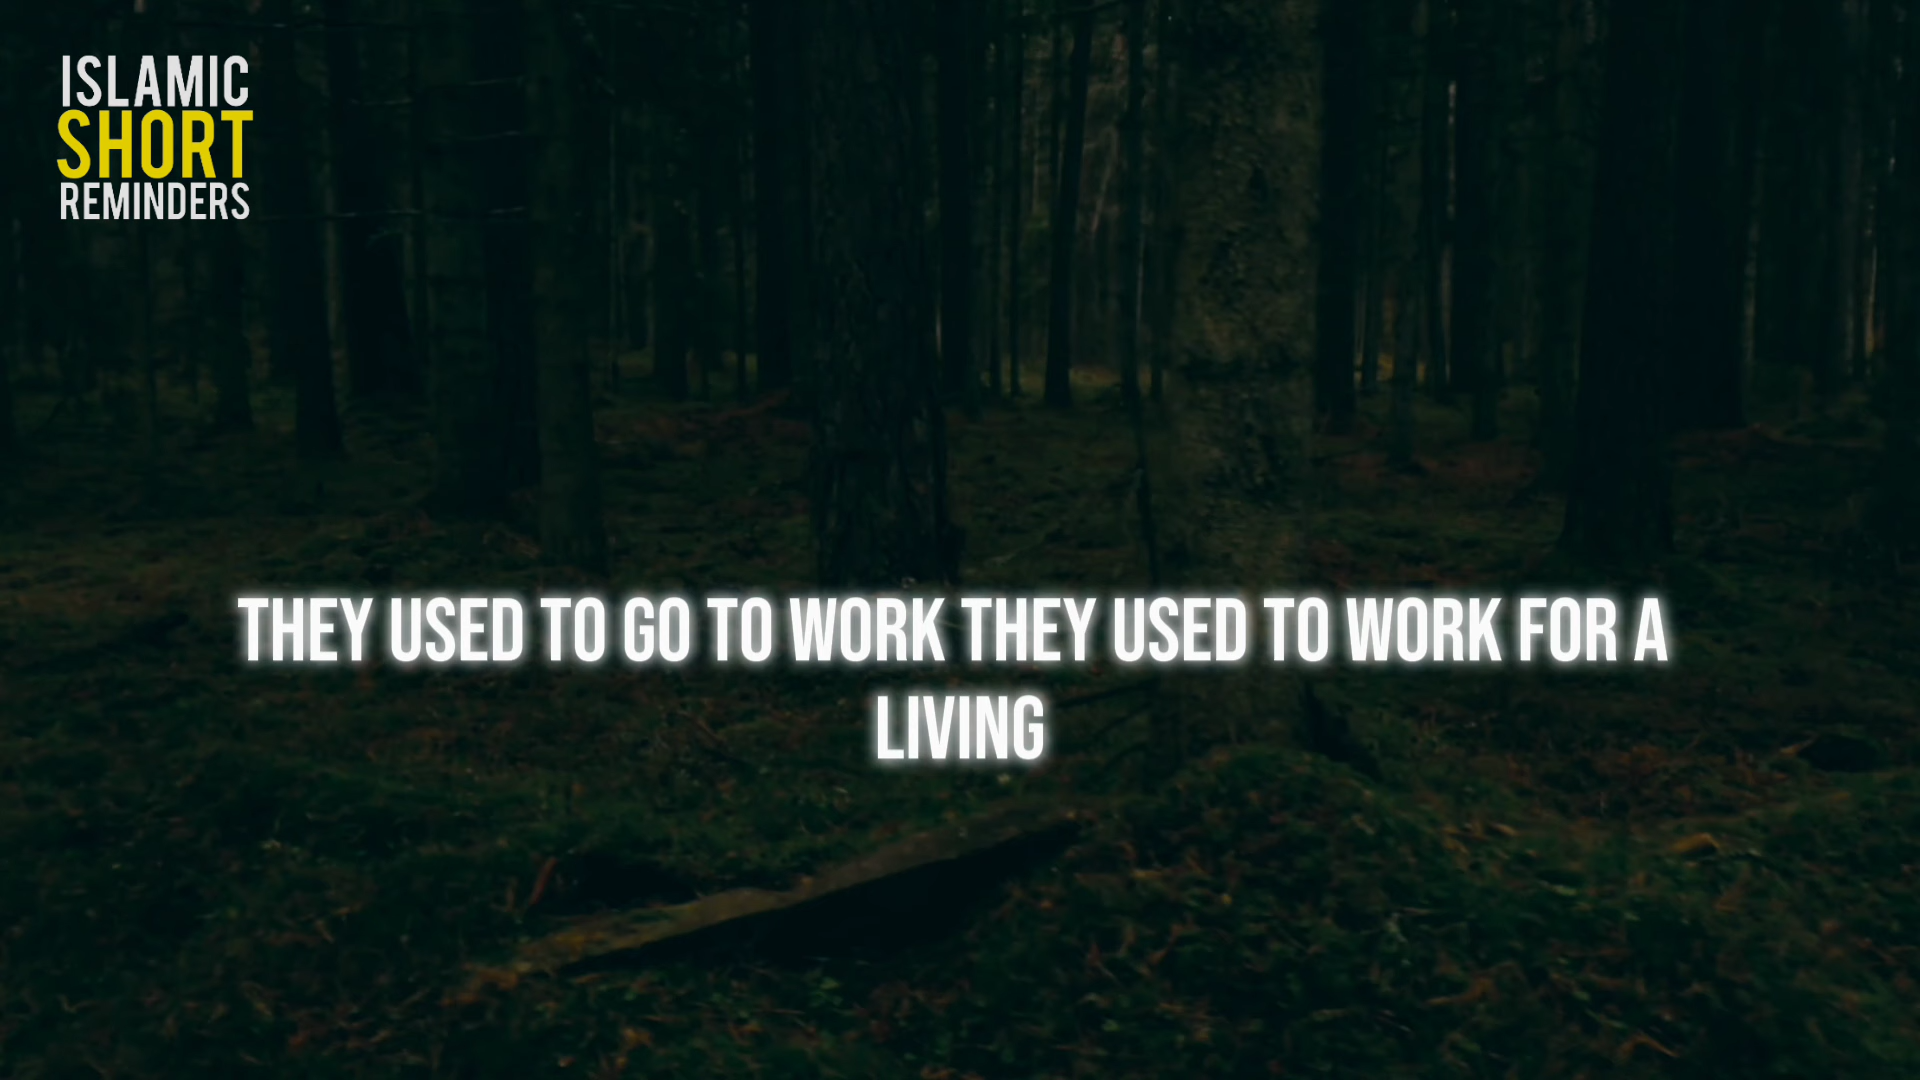 ISLAMIC
SHORT
REMINDERS
THEY USED TO GO TO WORK THEY USED TO WORK FOR A
LIVING